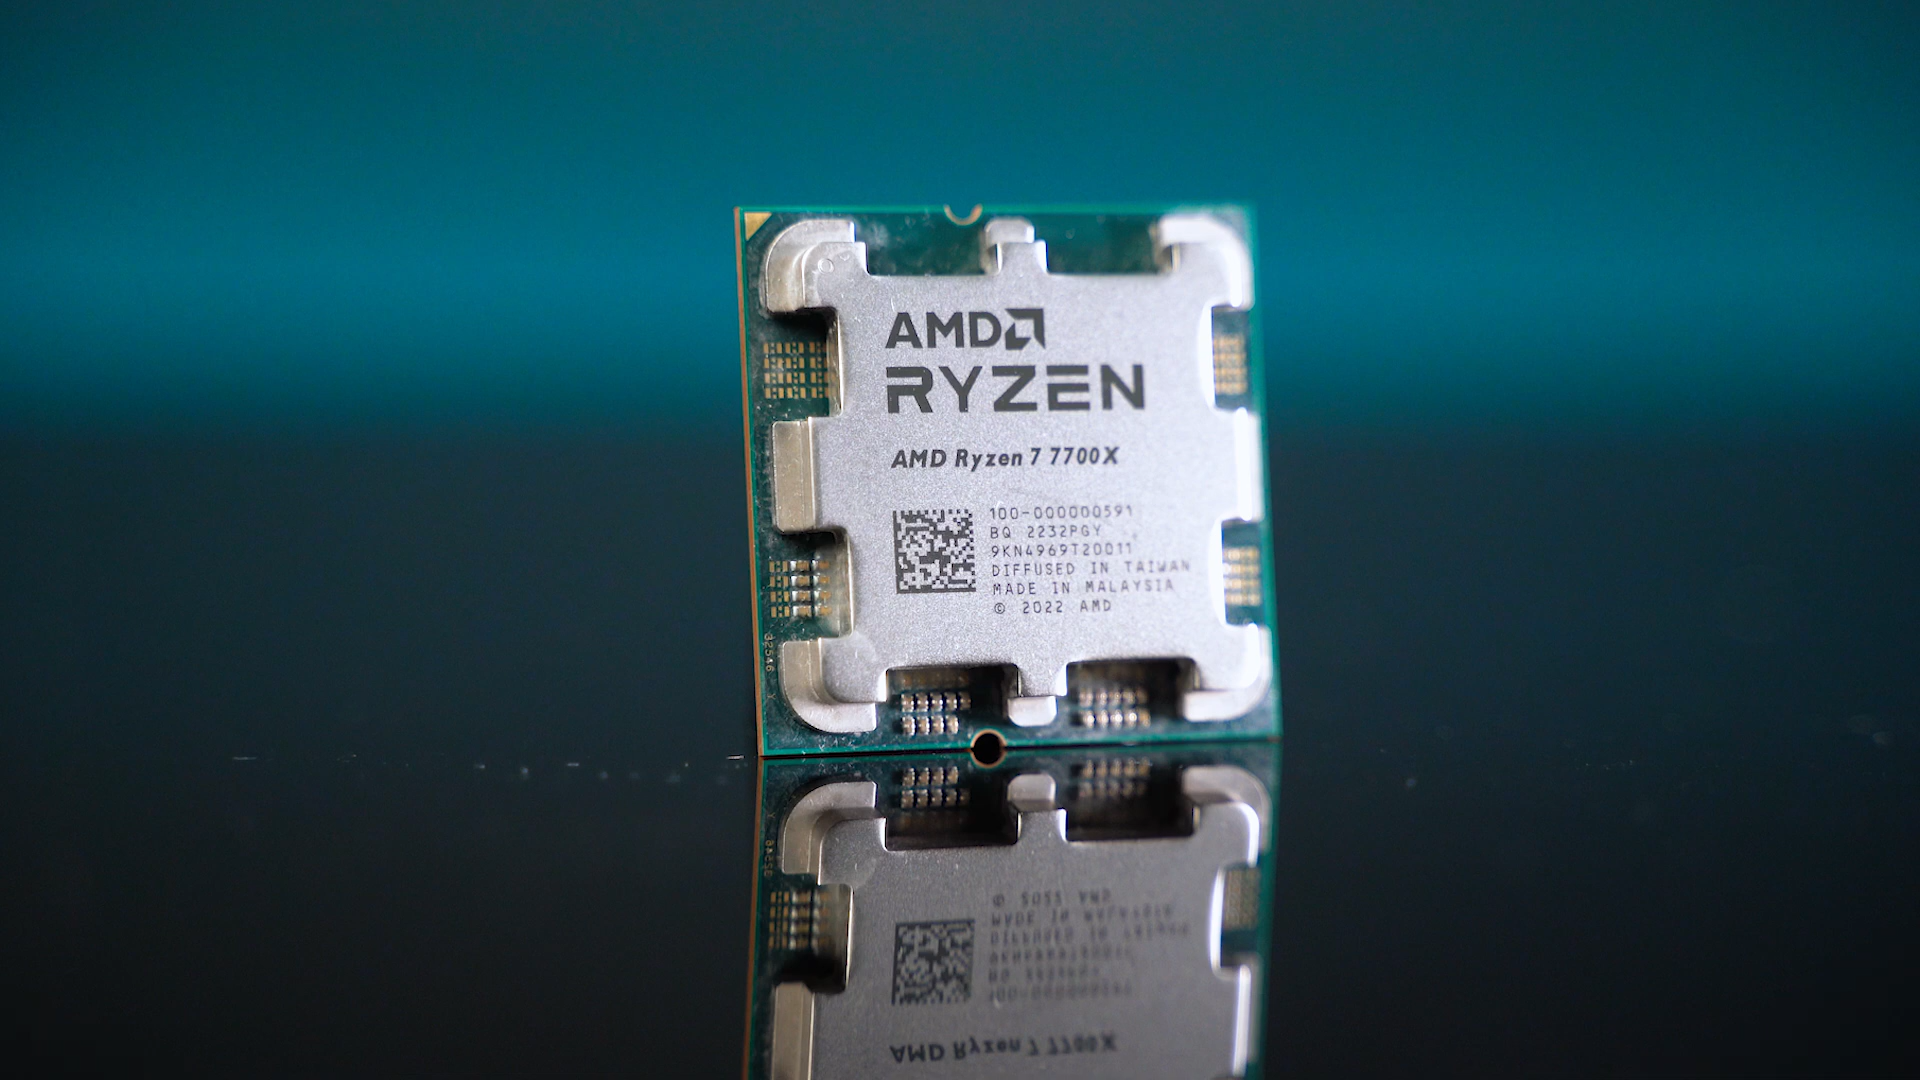 AMD
RYZEN
AMD Ryzen 7 7700X
100-000000591
BQ 2232PGY
9KN4969T20011
DIFFUSED IN TAIWAN
MADE IN MALAYSIA
© 2022 AMD